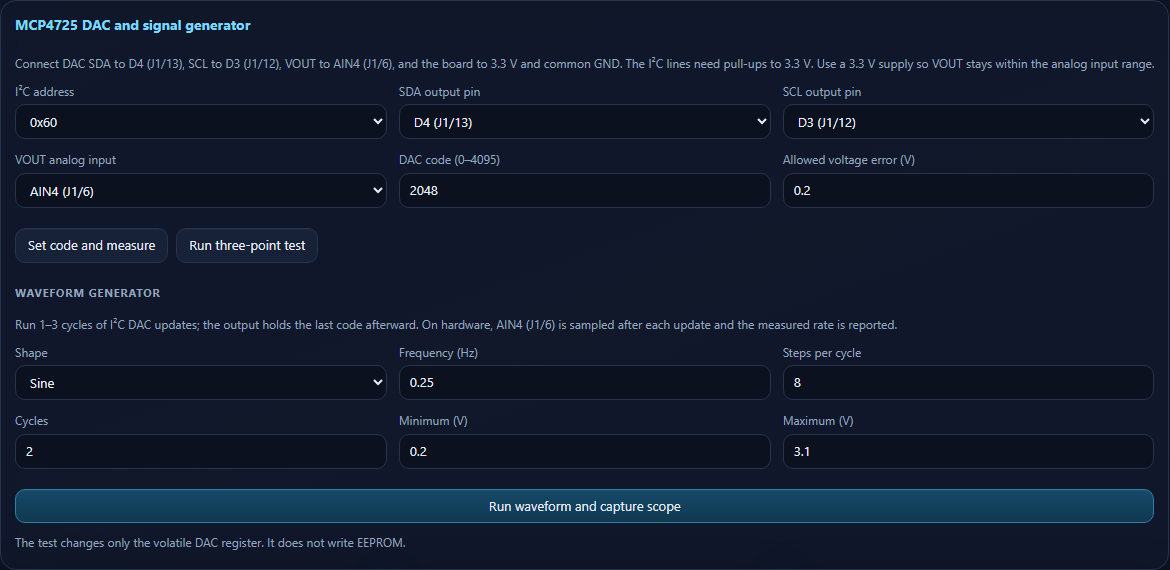 MCP4725 DAC and signal generator
Connect DAC SDA to D4 (J1/13), SCL to D3 (J1/12), VOUT to AIN4 (J1/6), and the board to 3.3 V and common GND. The I²C lines need pull-ups to 3.3 V. Use a 3.3 V supply so VOUT stays within the analog input range.
I²C address SDA output pin SCL output pin
0x60 D4 (J1/13) D3 (J1/12)
VOUT analog input DAC code (0–4095) Allowed voltage error (V)
AIN4 (J1/6) 2048 0.2
Set code and measure Run three-point test
WAVEFORM GENERATOR
Run 1–3 cycles of I²C DAC updates; the output holds the last code afterward. On hardware, AIN4 (J1/6) is sampled after each update and the measured rate is reported.
Shape Frequency (Hz) Steps per cycle
Sine 0.25 8
Cycles Minimum (V) Maximum (V)
2 0.2 3.1
Run waveform and capture scope
The test changes only the volatile DAC register. It does not write EEPROM.